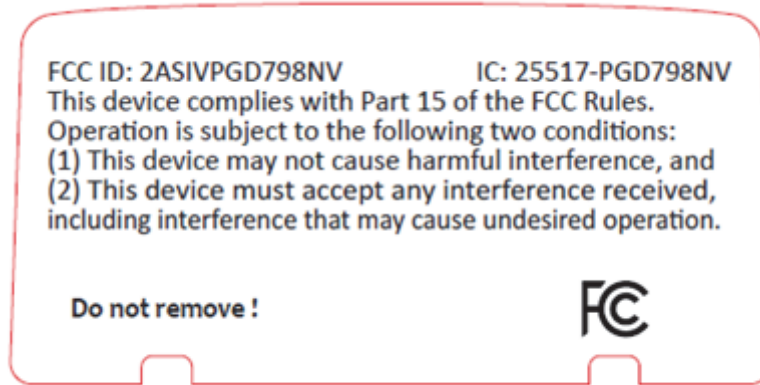 FCC ID: 2ASIVPGD798NV IC: 25517-PGD798NV
This device complies with Part 15 of the FCC Rules.
Operation is subject to the following two conditions:
(1) This device may not cause harmful interference, and
(2) This device must accept any interference received,
including interference that may cause undesired operation.
Do not remove !
FC